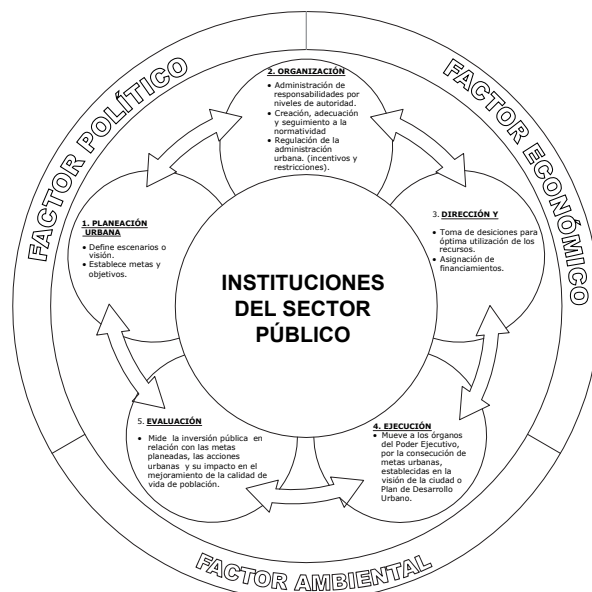 FACTOR POLÍTICO
FACTOR ECONÓMICO
2. ORGANIZACIÓN
• Administración de
responsabilidades por
niveles de autoridad.
• Creación, adecuación
y seguimiento a la
normatividad
• Regulación de la
administración
urbana. (incentivos y
restricciones).
1. PLANEACIÓN
URBANA
• Define escenarios o
visión.
• Establece metas y
objetivos.
3. DIRECCIÓN Y
• Toma de desiciones para
óptima utilización de los
recursos.
• Asignación de
financiamientos.
INSTITUCIONES
DEL SECTOR
PÚBLICO
5. EVALUACIÓN
• Mide la inversión pública en
relación con las metas
planeadas, las acciones
urbanas y su impacto en el
mejoramiento de la calidad de
vida de población.
4. EJECUCIÓN
• Mueve a los órganos
del Poder Ejecutivo,
por la consecución de
metas urbanas,
establecidas en la
visión de la ciudad o
Plan de Desarrollo
Urbano.
FACTOR AMBIENTAL